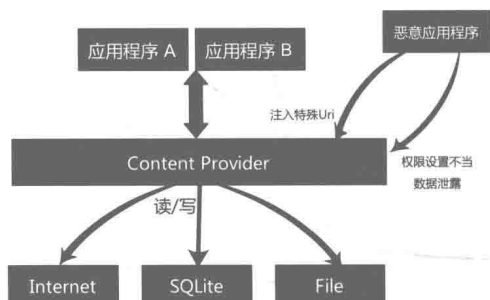 应用程序 A
应用程序 B
恶意应用程序
注入特殊Uri
Content Provider
权限设置不当
数据泄露
读/写
Internet
SQLite
File